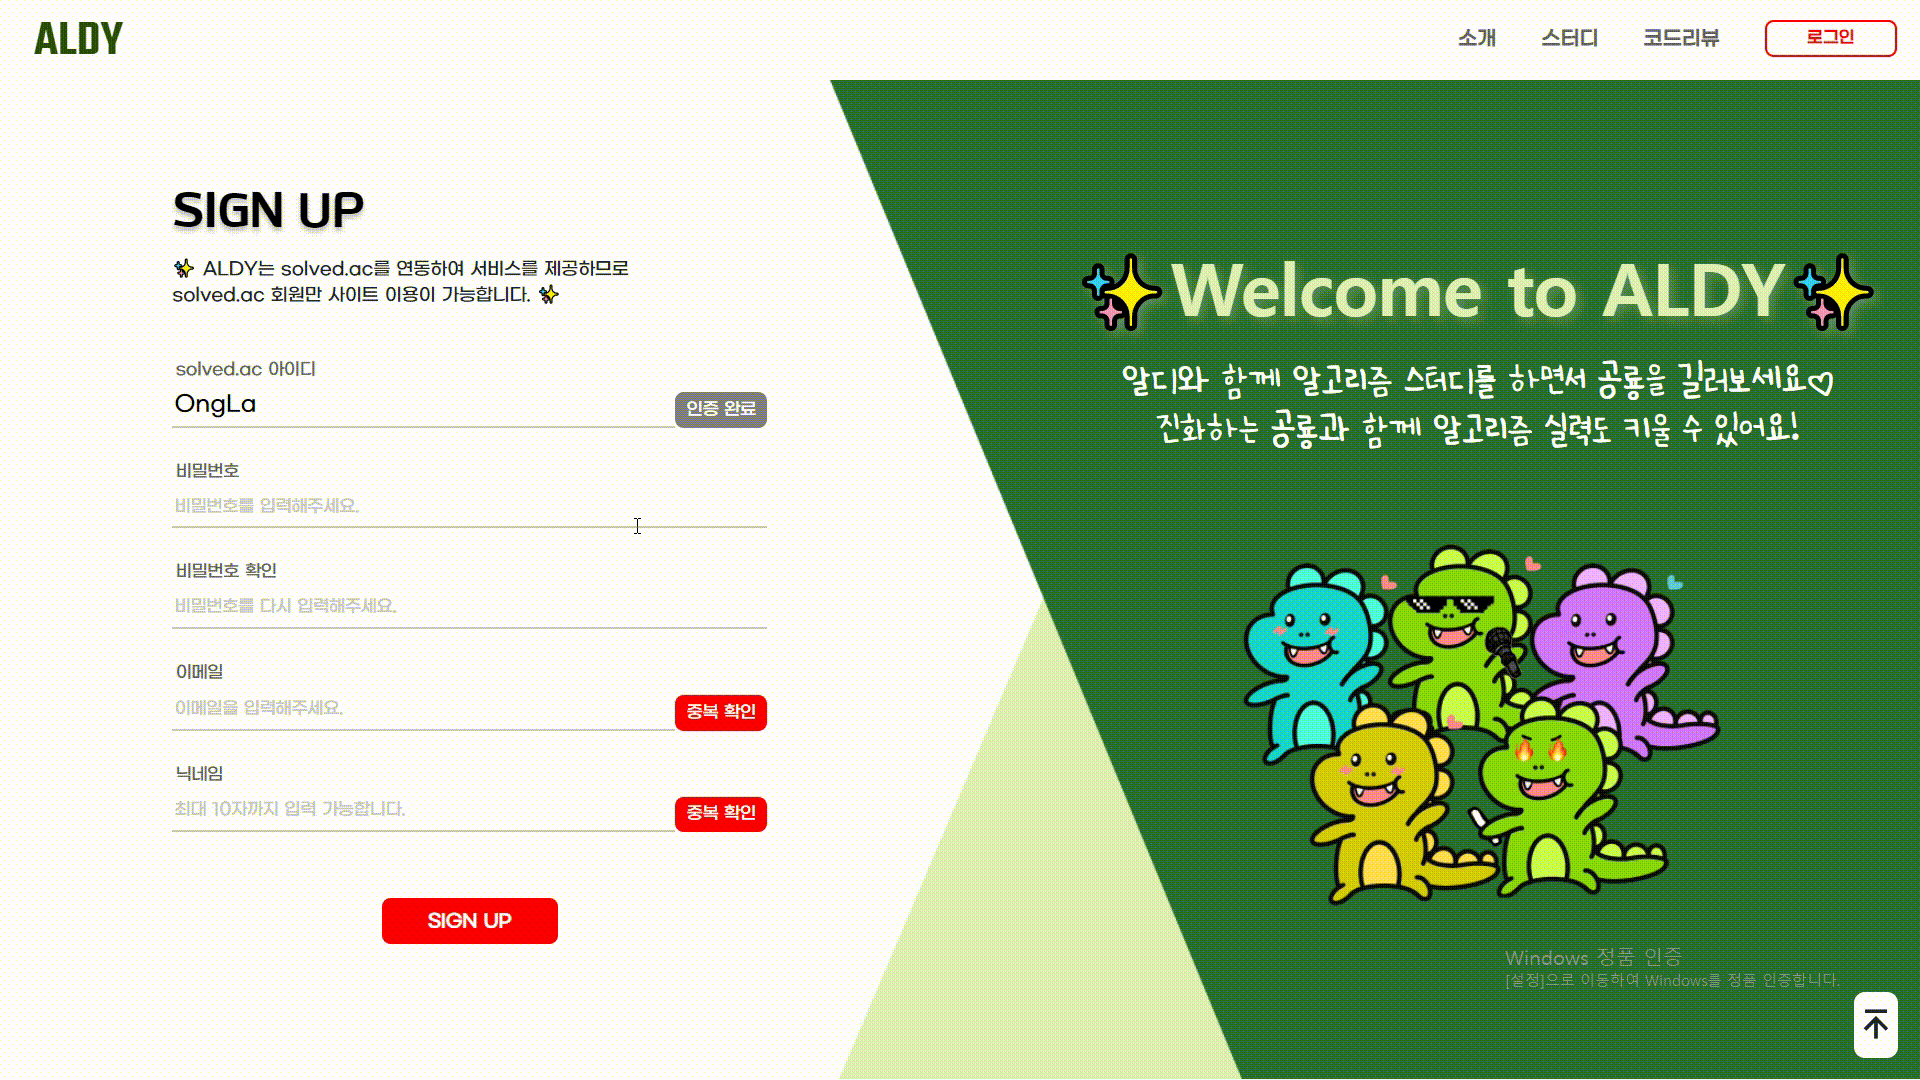 ALDY
소개
스터디
코드리뷰
로그인
SIGN UP
✨ ALDY는 solved.ac를 연동하여 서비스를 제공하므로
solved.ac 회원만 사이트 이용이 가능합니다. ✨
solved.ac 아이디
OngLa
인증 완료
비밀번호
비밀번호를 입력해주세요.
비밀번호 확인
비밀번호를 다시 입력해주세요.
이메일
이메일을 입력해주세요.
중복 확인
닉네임
최대 10자까지 입력 가능합니다.
중복 확인
SIGN UP
✨Welcome to ALDY✨
알디와 함께 알고리즘 스터디를 하면서 공룡을 길러보세요♡
진화하는 공룡과 함께 알고리즘 실력도 키울 수 있어요!
Windows 정품 인증
[설정]으로 이동하여 Windows를 정품 인증합니다.